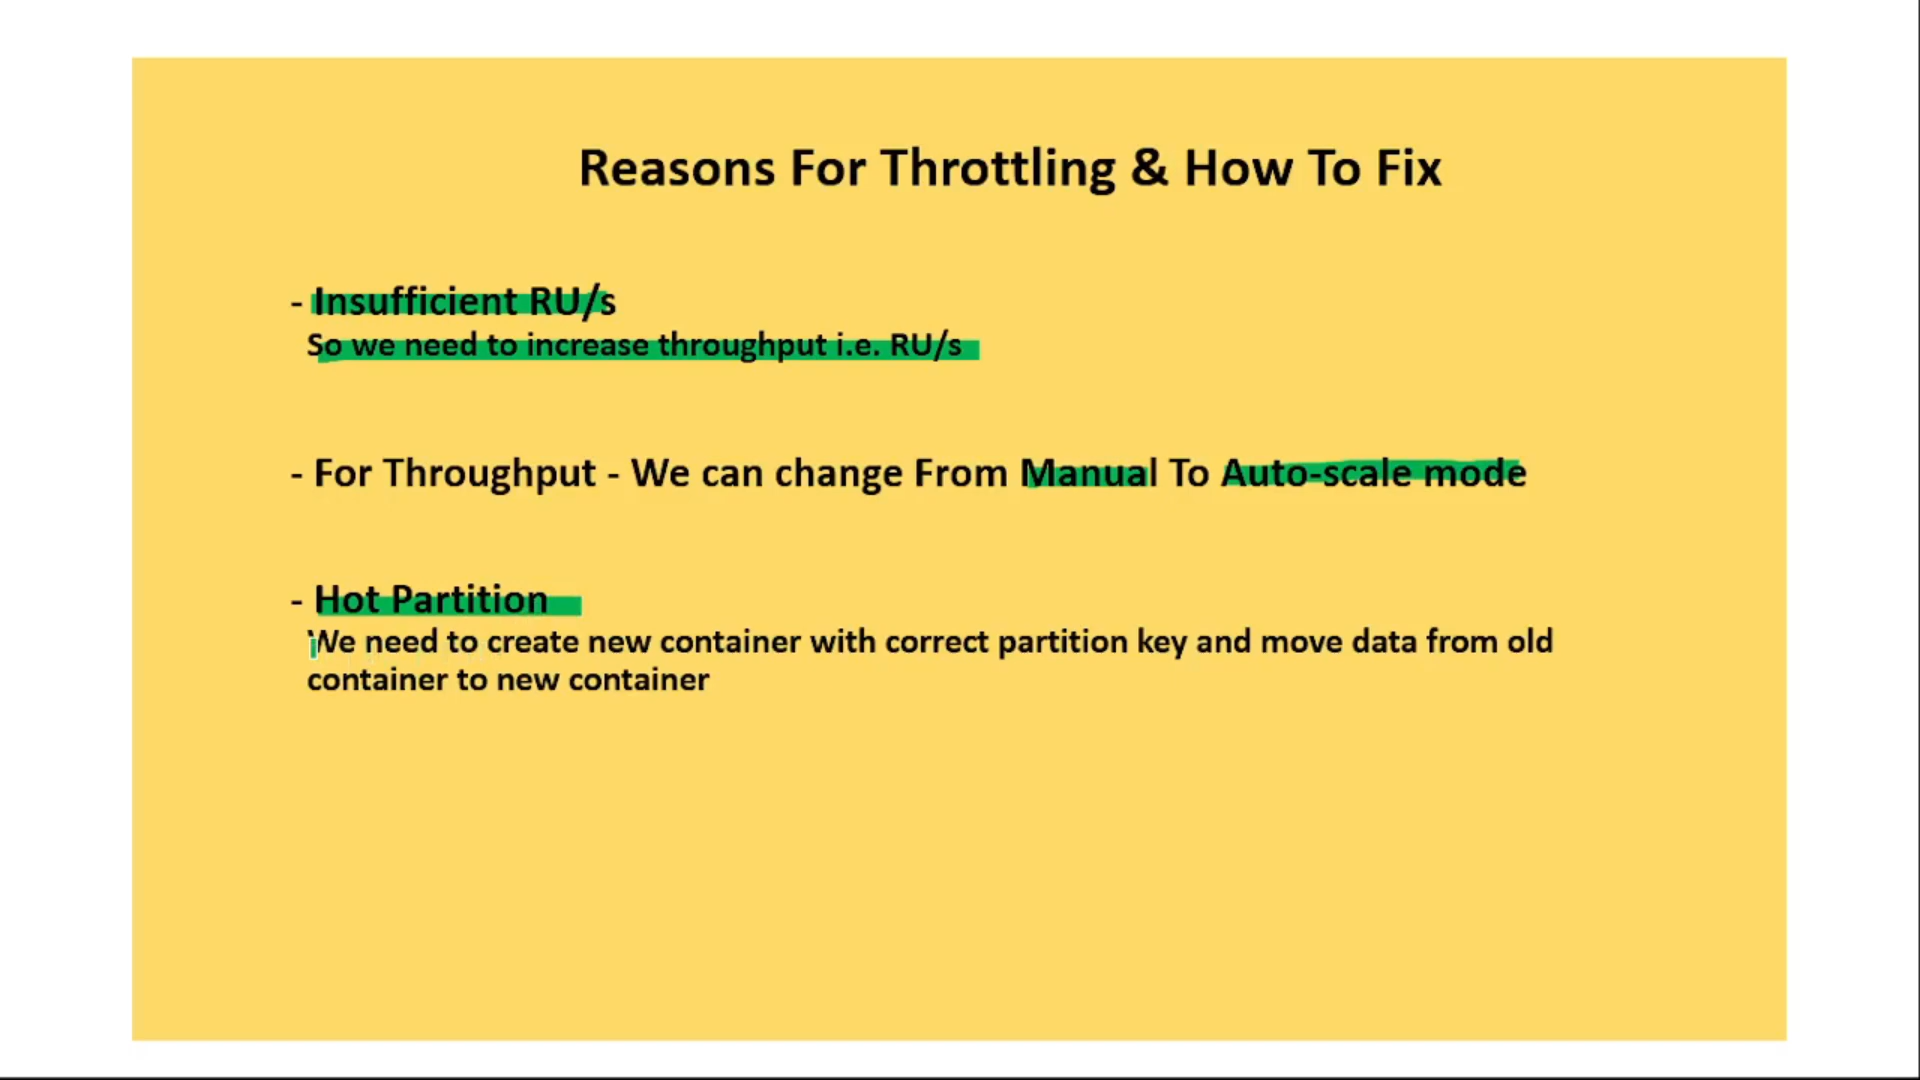 Reasons For Throttling & How To Fix
- Insufficient RU/s
So we need to increase throughput i.e. RU/s
- For Throughput - We can change From Manual To Auto-scale mode
- Hot Partition
We need to create new container with correct partition key and move data from old
container to new container